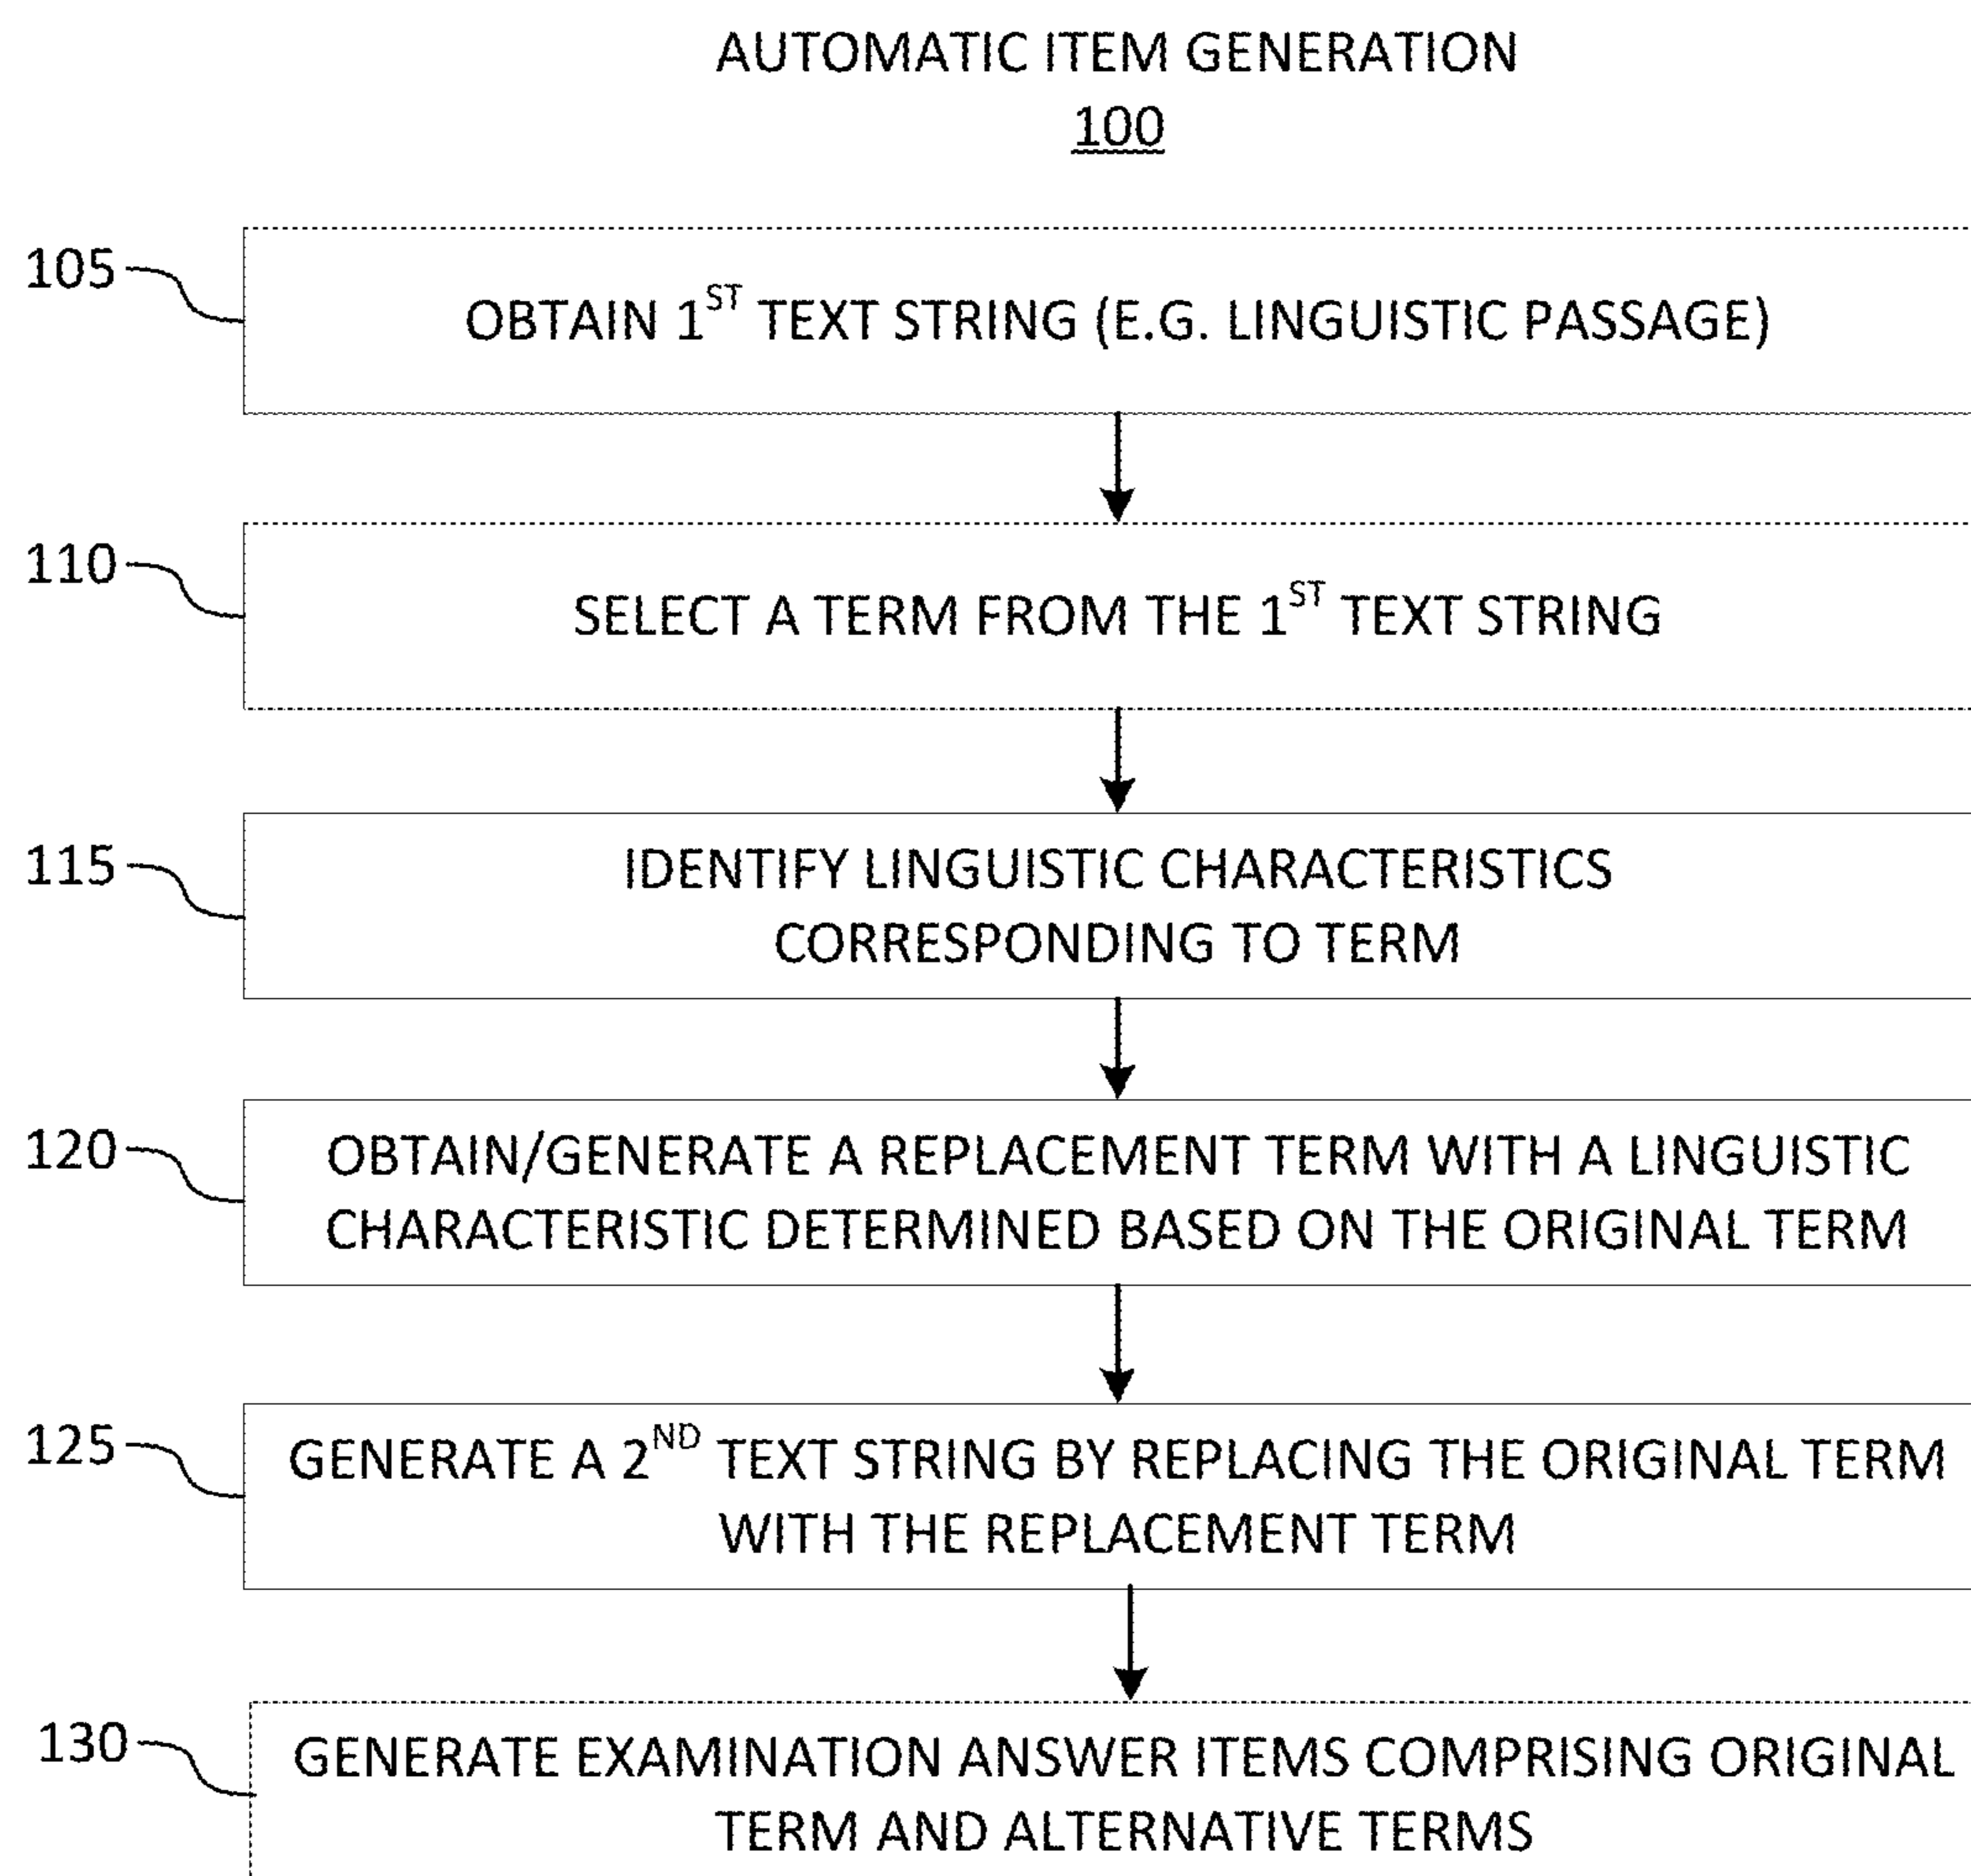 AUTOMATIC ITEM GENERATION
100
105
OBTAIN 1ST TEXT STRING (E.G. LINGUISTIC PASSAGE)
110
SELECT A TERM FROM THE 1ST TEXT STRING
115
IDENTIFY LINGUISTIC CHARACTERISTICS
CORRESPONDING TO TERM
120
OBTAIN/GENERATE A REPLACEMENT TERM WITH A LINGUISTIC
CHARACTERISTIC DETERMINED BASED ON THE ORIGINAL TERM
125
GENERATE A 2ND TEXT STRING BY REPLACING THE ORIGINAL TERM
WITH THE REPLACEMENT TERM
130
GENERATE EXAMINATION ANSWER ITEMS COMPRISING ORIGINAL
TERM AND ALTERNATIVE TERMS